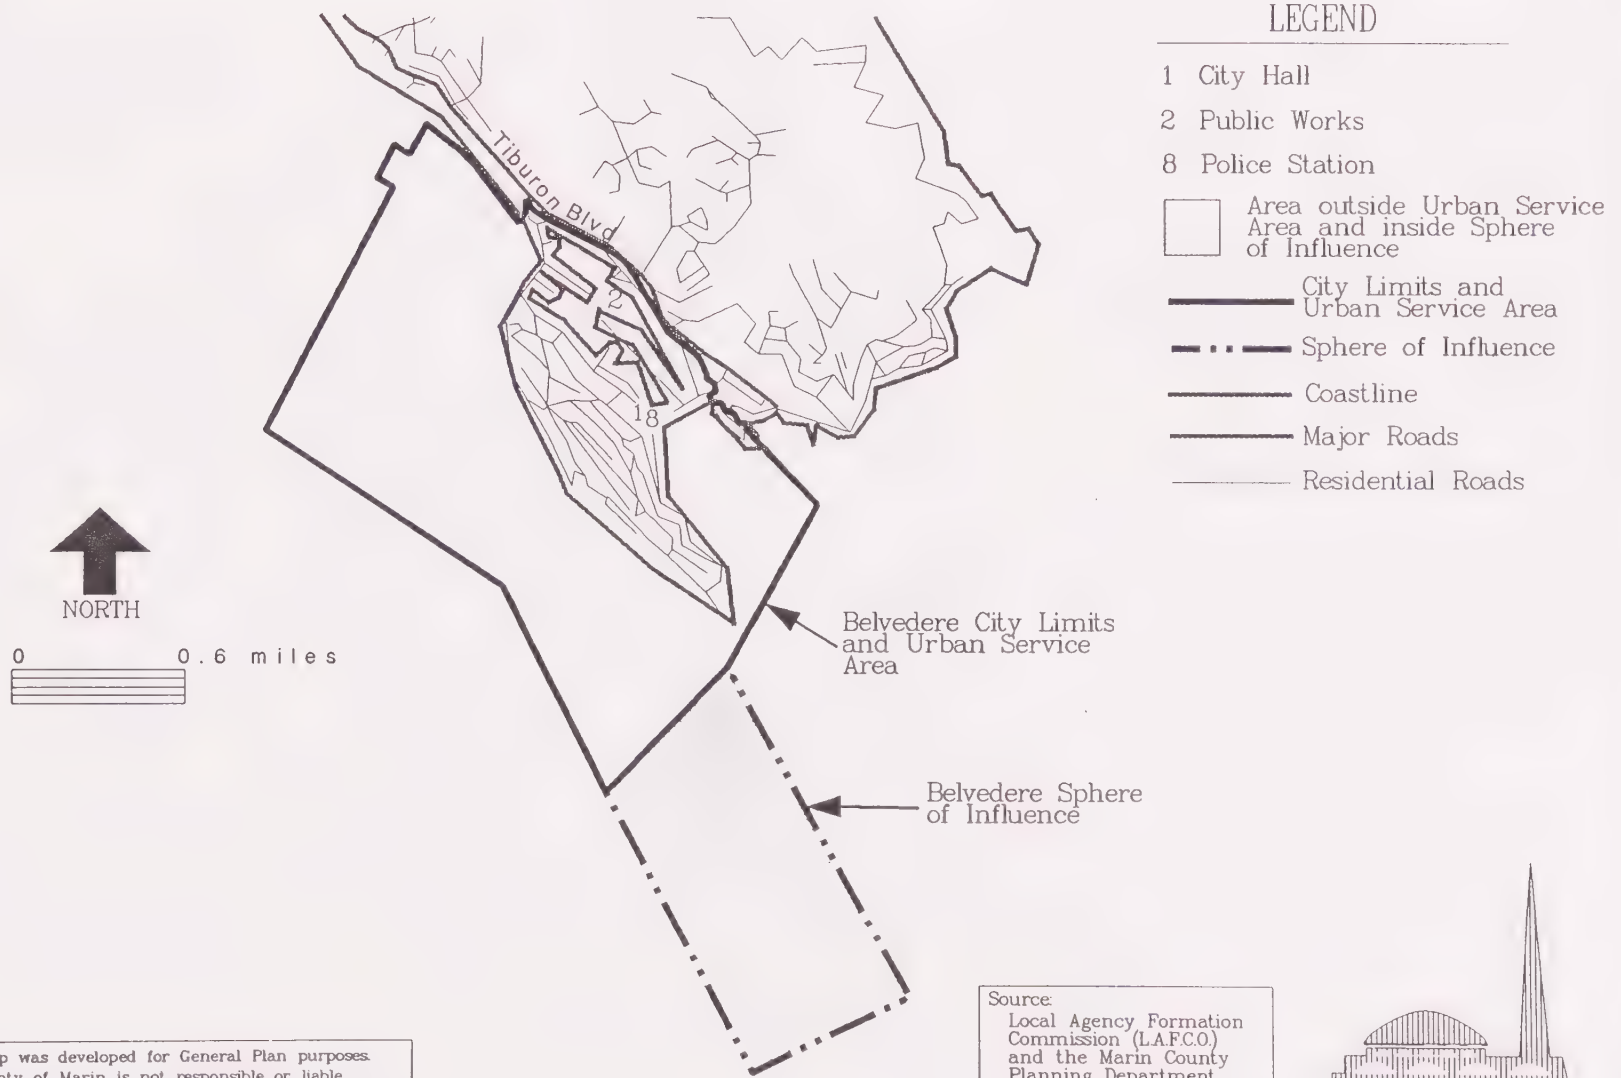 LEGEND
1 City Hall
2 Public Works
8 Police Station
Area outside Urban Service
Area and inside Sphere
of Influence
City Limits and
Urban Service Area
Sphere of Influence
Coastline
Major Roads
Residential Roads
Tiburon Blvd
2
1
8
NORTH
0 0.6 miles
Belvedere City Limits
and Urban Service
Area
Belvedere Sphere
of Influence
Source:
Local Agency Formation
Commission (L.A.F.C.O.)
and the Marin County
Planning Department
was developed for General Plan purposes.
of Marin is not responsible or liable